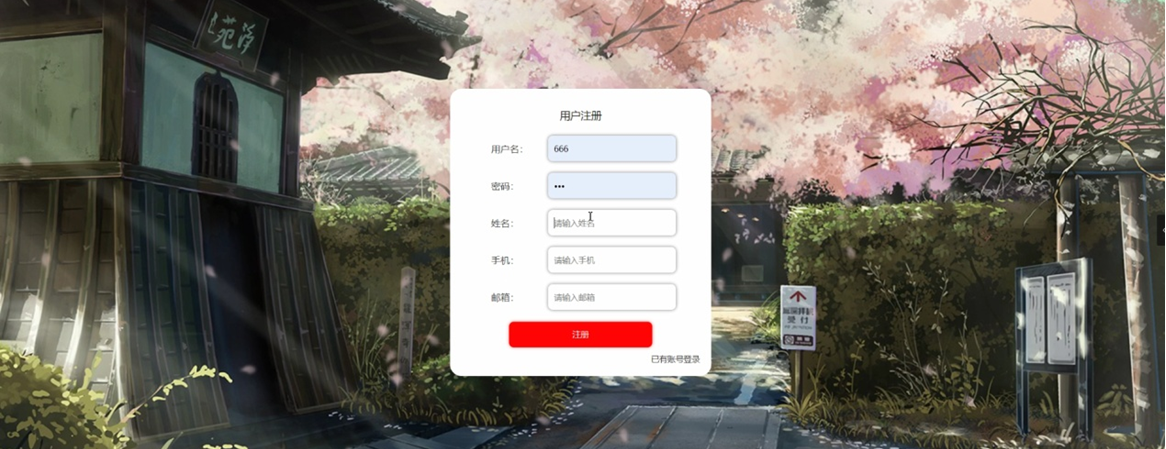 用户注册
用户名：
666
密码：
•••
姓名：
请输入姓名
手机：
请输入手机
邮箱：
请输入邮箱
注册
已有账号登录
受付